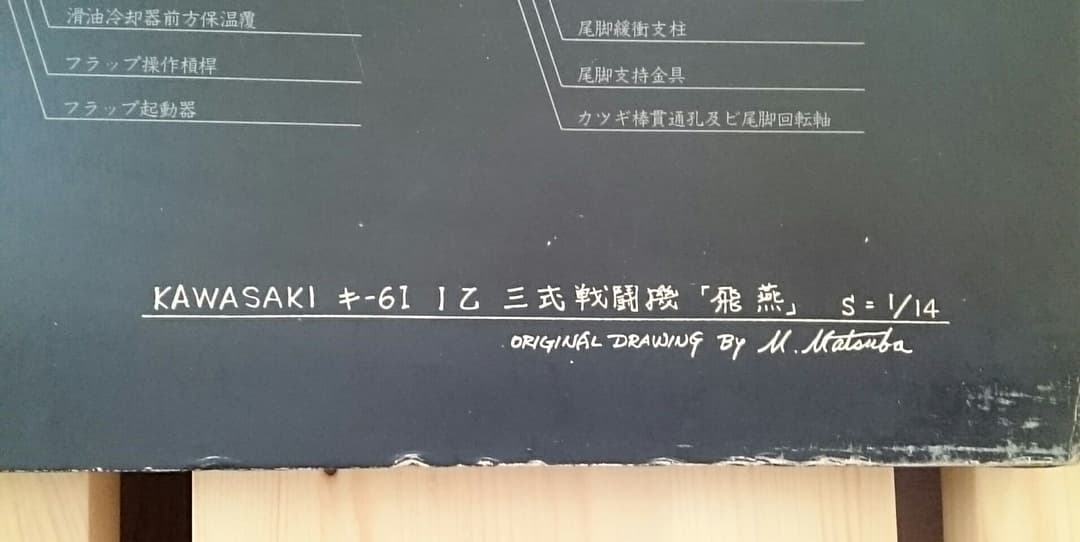 滑油冷却器前方保温覆
フラップ操作槓桿
フラップ起動器
尾脚緩衝支柱
尾脚支持金具
カツギ棒貫通孔及ビ尾脚回転軸
KAWASAKI キ-61 I乙 三式戦闘機「飛燕」 S=1/14
ORIGINAL DRAWING By M. Matsuba